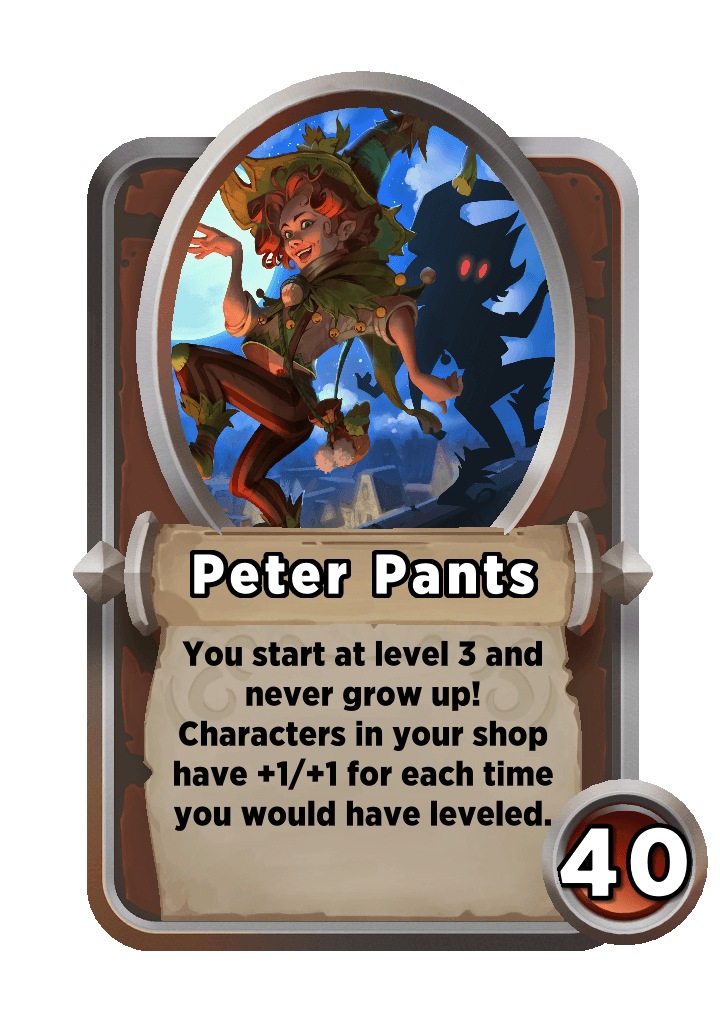 Peter Pants
You start at level 3 and
never grow up!
Characters in your shop
have +1/+1 for each time
you would have leveled.
40